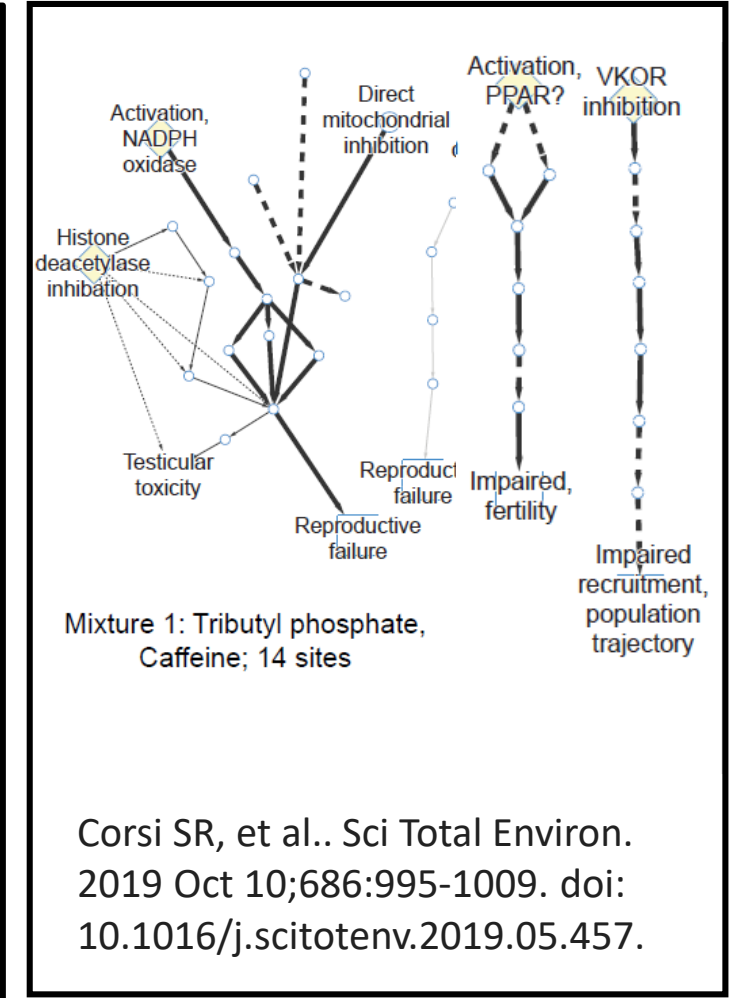 Activation,
NADPH
oxidase
Direct
mitochondrial
inhibition
Activation,
PPAR?
VKOR
inhibition
Histone
deacetylase
inhibation
Testicular
toxicity
Reproductive
failure
Reproduct
failure
Impaired,
fertility
Impaired
recruitment,
population
trajectory
Mixture 1: Tributyl phosphate,
Caffeine; 14 sites
Corsi SR, et al.. Sci Total Environ.
2019 Oct 10;686:995-1009. doi:
10.1016/j.scitotenv.2019.05.457.